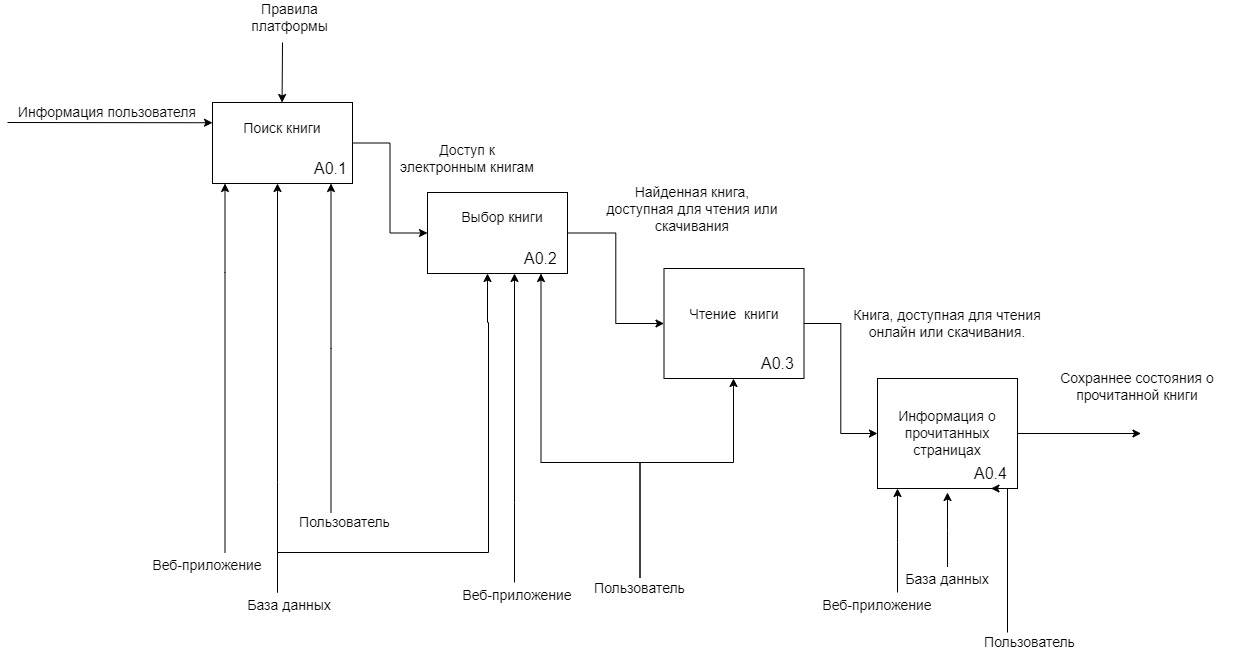 Правила
платформы
Информация пользователя
Поиск книги
A0.1
Доступ к
электронным книгам
Выбор книги
A0.2
Найденная книга,
доступная для чтения или
скачивания
Чтение книги
A0.3
Книга, доступная для чтения
онлайн или скачивания.
Информация о
прочитанных
страницах
A0.4
Сохраннее состояния о
прочитанной книги
Веб-приложение
База данных
Пользователь
Веб-приложение
Пользователь
Веб-приложение
База данных
Пользователь